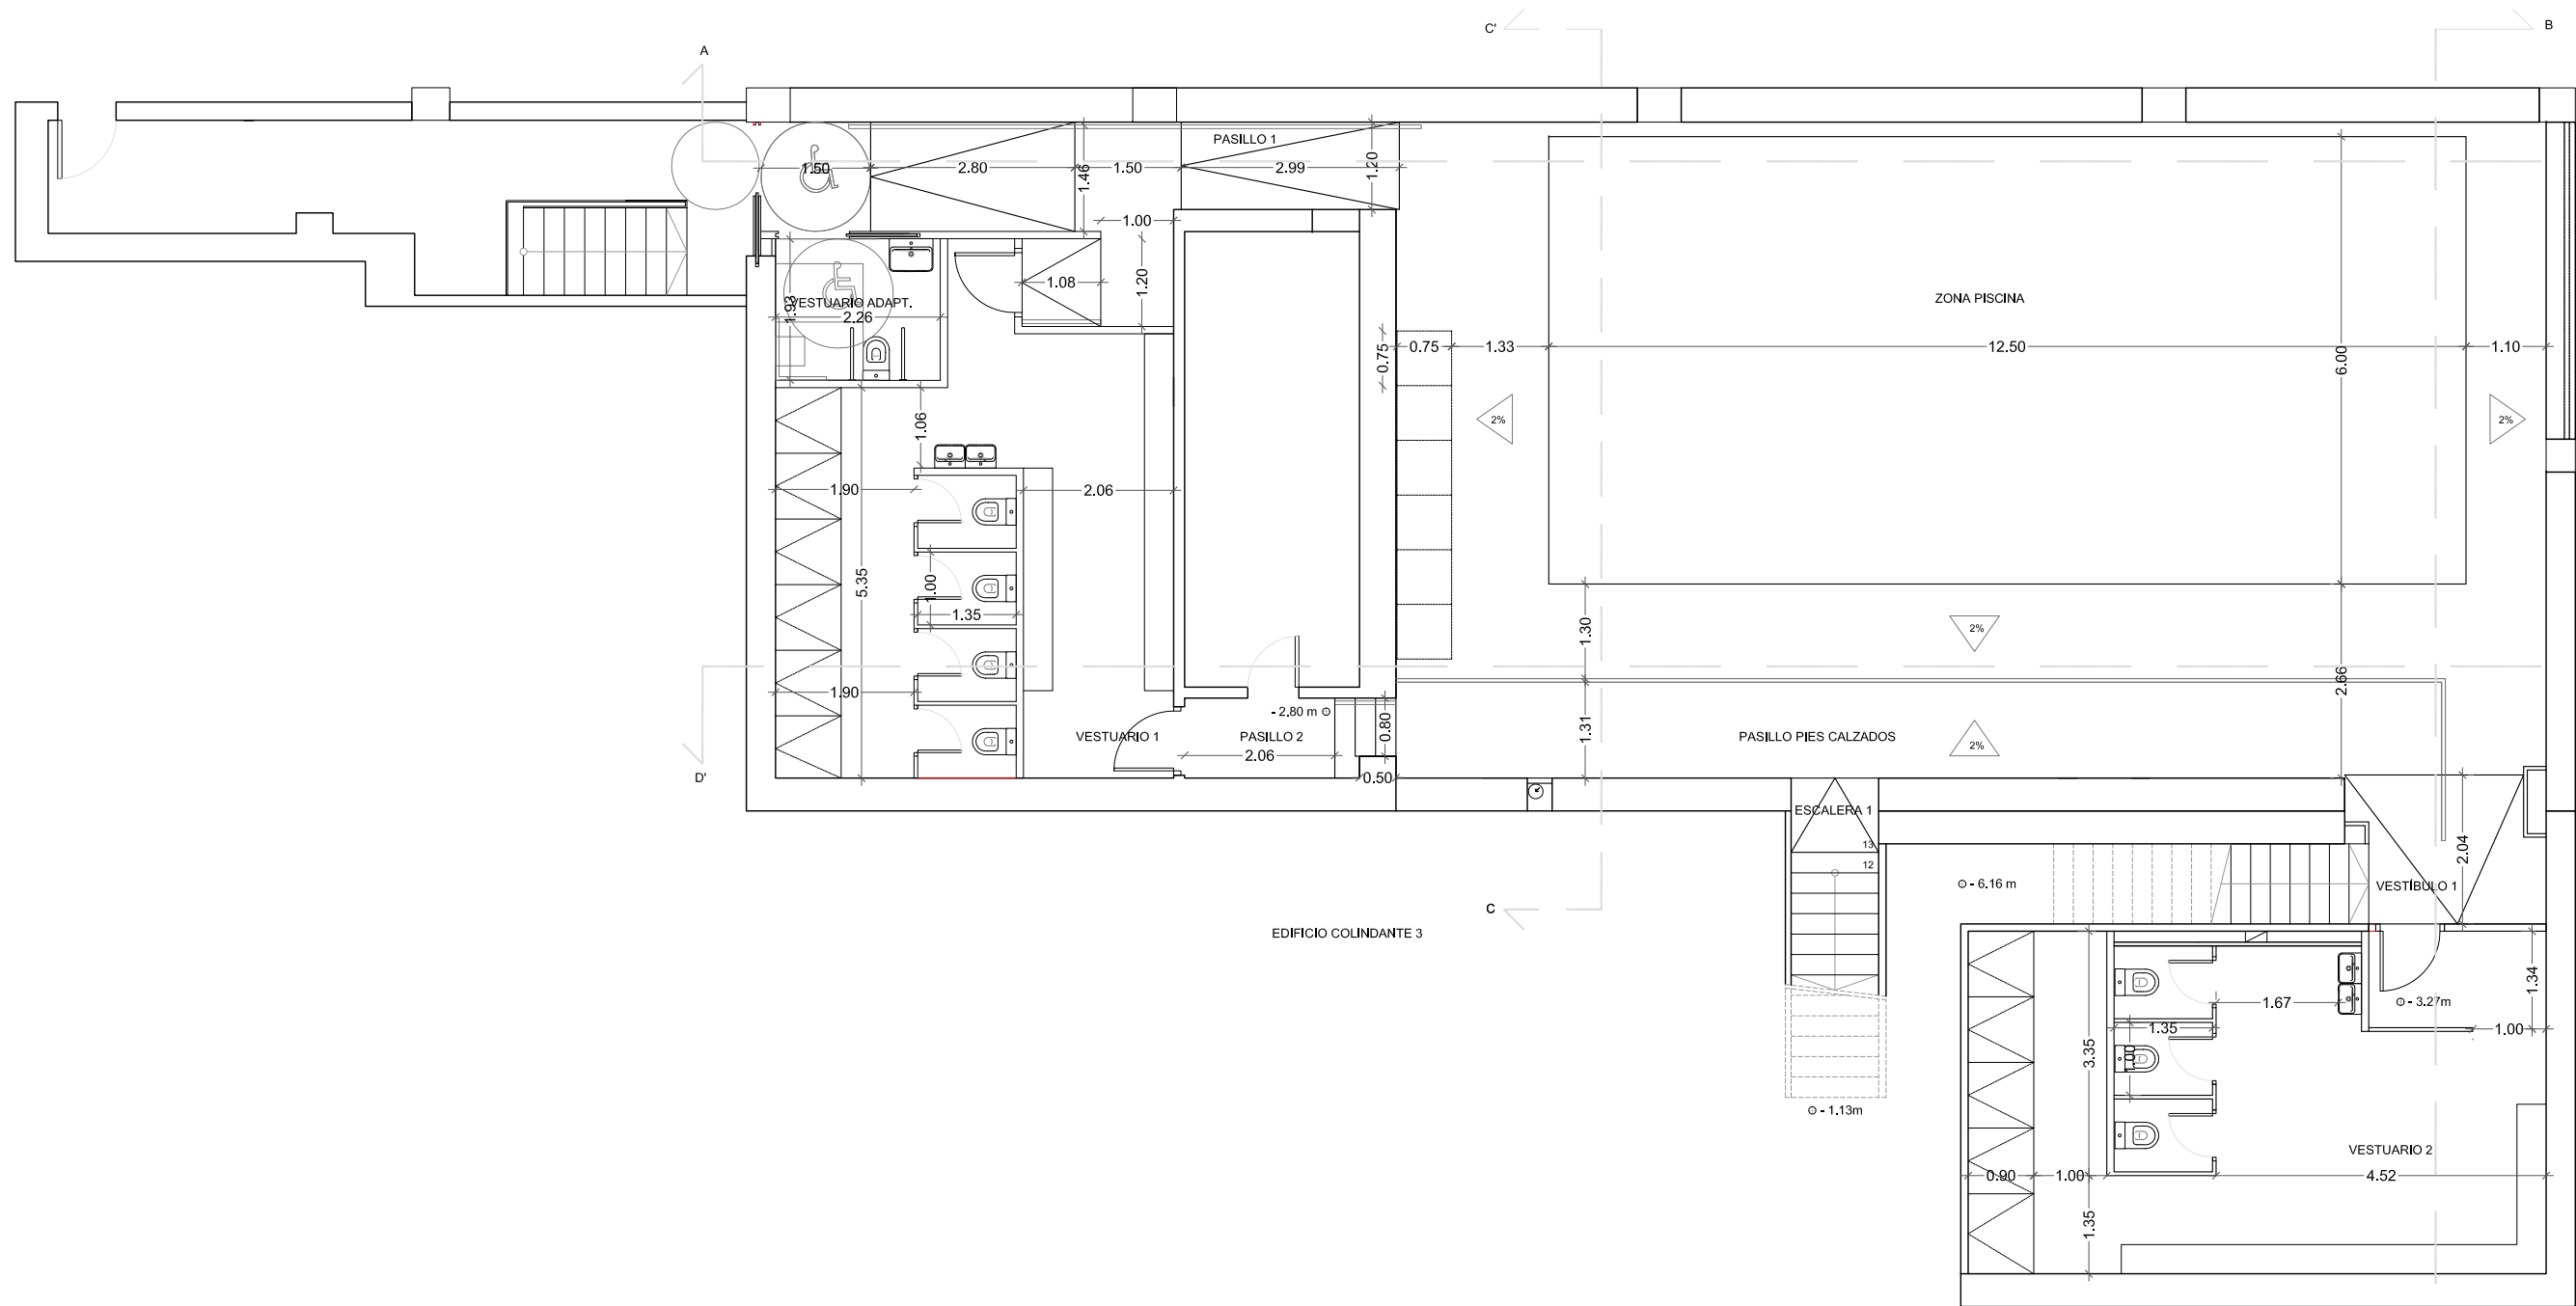 C'
B
A
PASILLO 1
1.50
2.80
1.46
1.50
2.99
1.20
1.00
1.08
1.20
VESTUARIO ADAPT.
1.93
2.26
ZONA PISCINA
0.75
0.75
1.33
12.50
6.00
1.10
2%
2%
1.06
1.90
2.06
5.35
1.00
1.35
1.30
2%
1.90
2.66
- 2.80 m
0.80
1.31
VESTUARIO 1
PASILLO 2
PASILLO PIES CALZADOS
2%
2.06
D'
0.50
ESCALERA 1
13
12
2.04
- 6.16 m
VESTÍBULO 1
C
EDIFICIO COLINDANTE 3
1.34
1.67
- 3.27m
1.35
1.00
3.35
1.00
- 1.13m
VESTUARIO 2
0.90
1.00
4.52
1.35